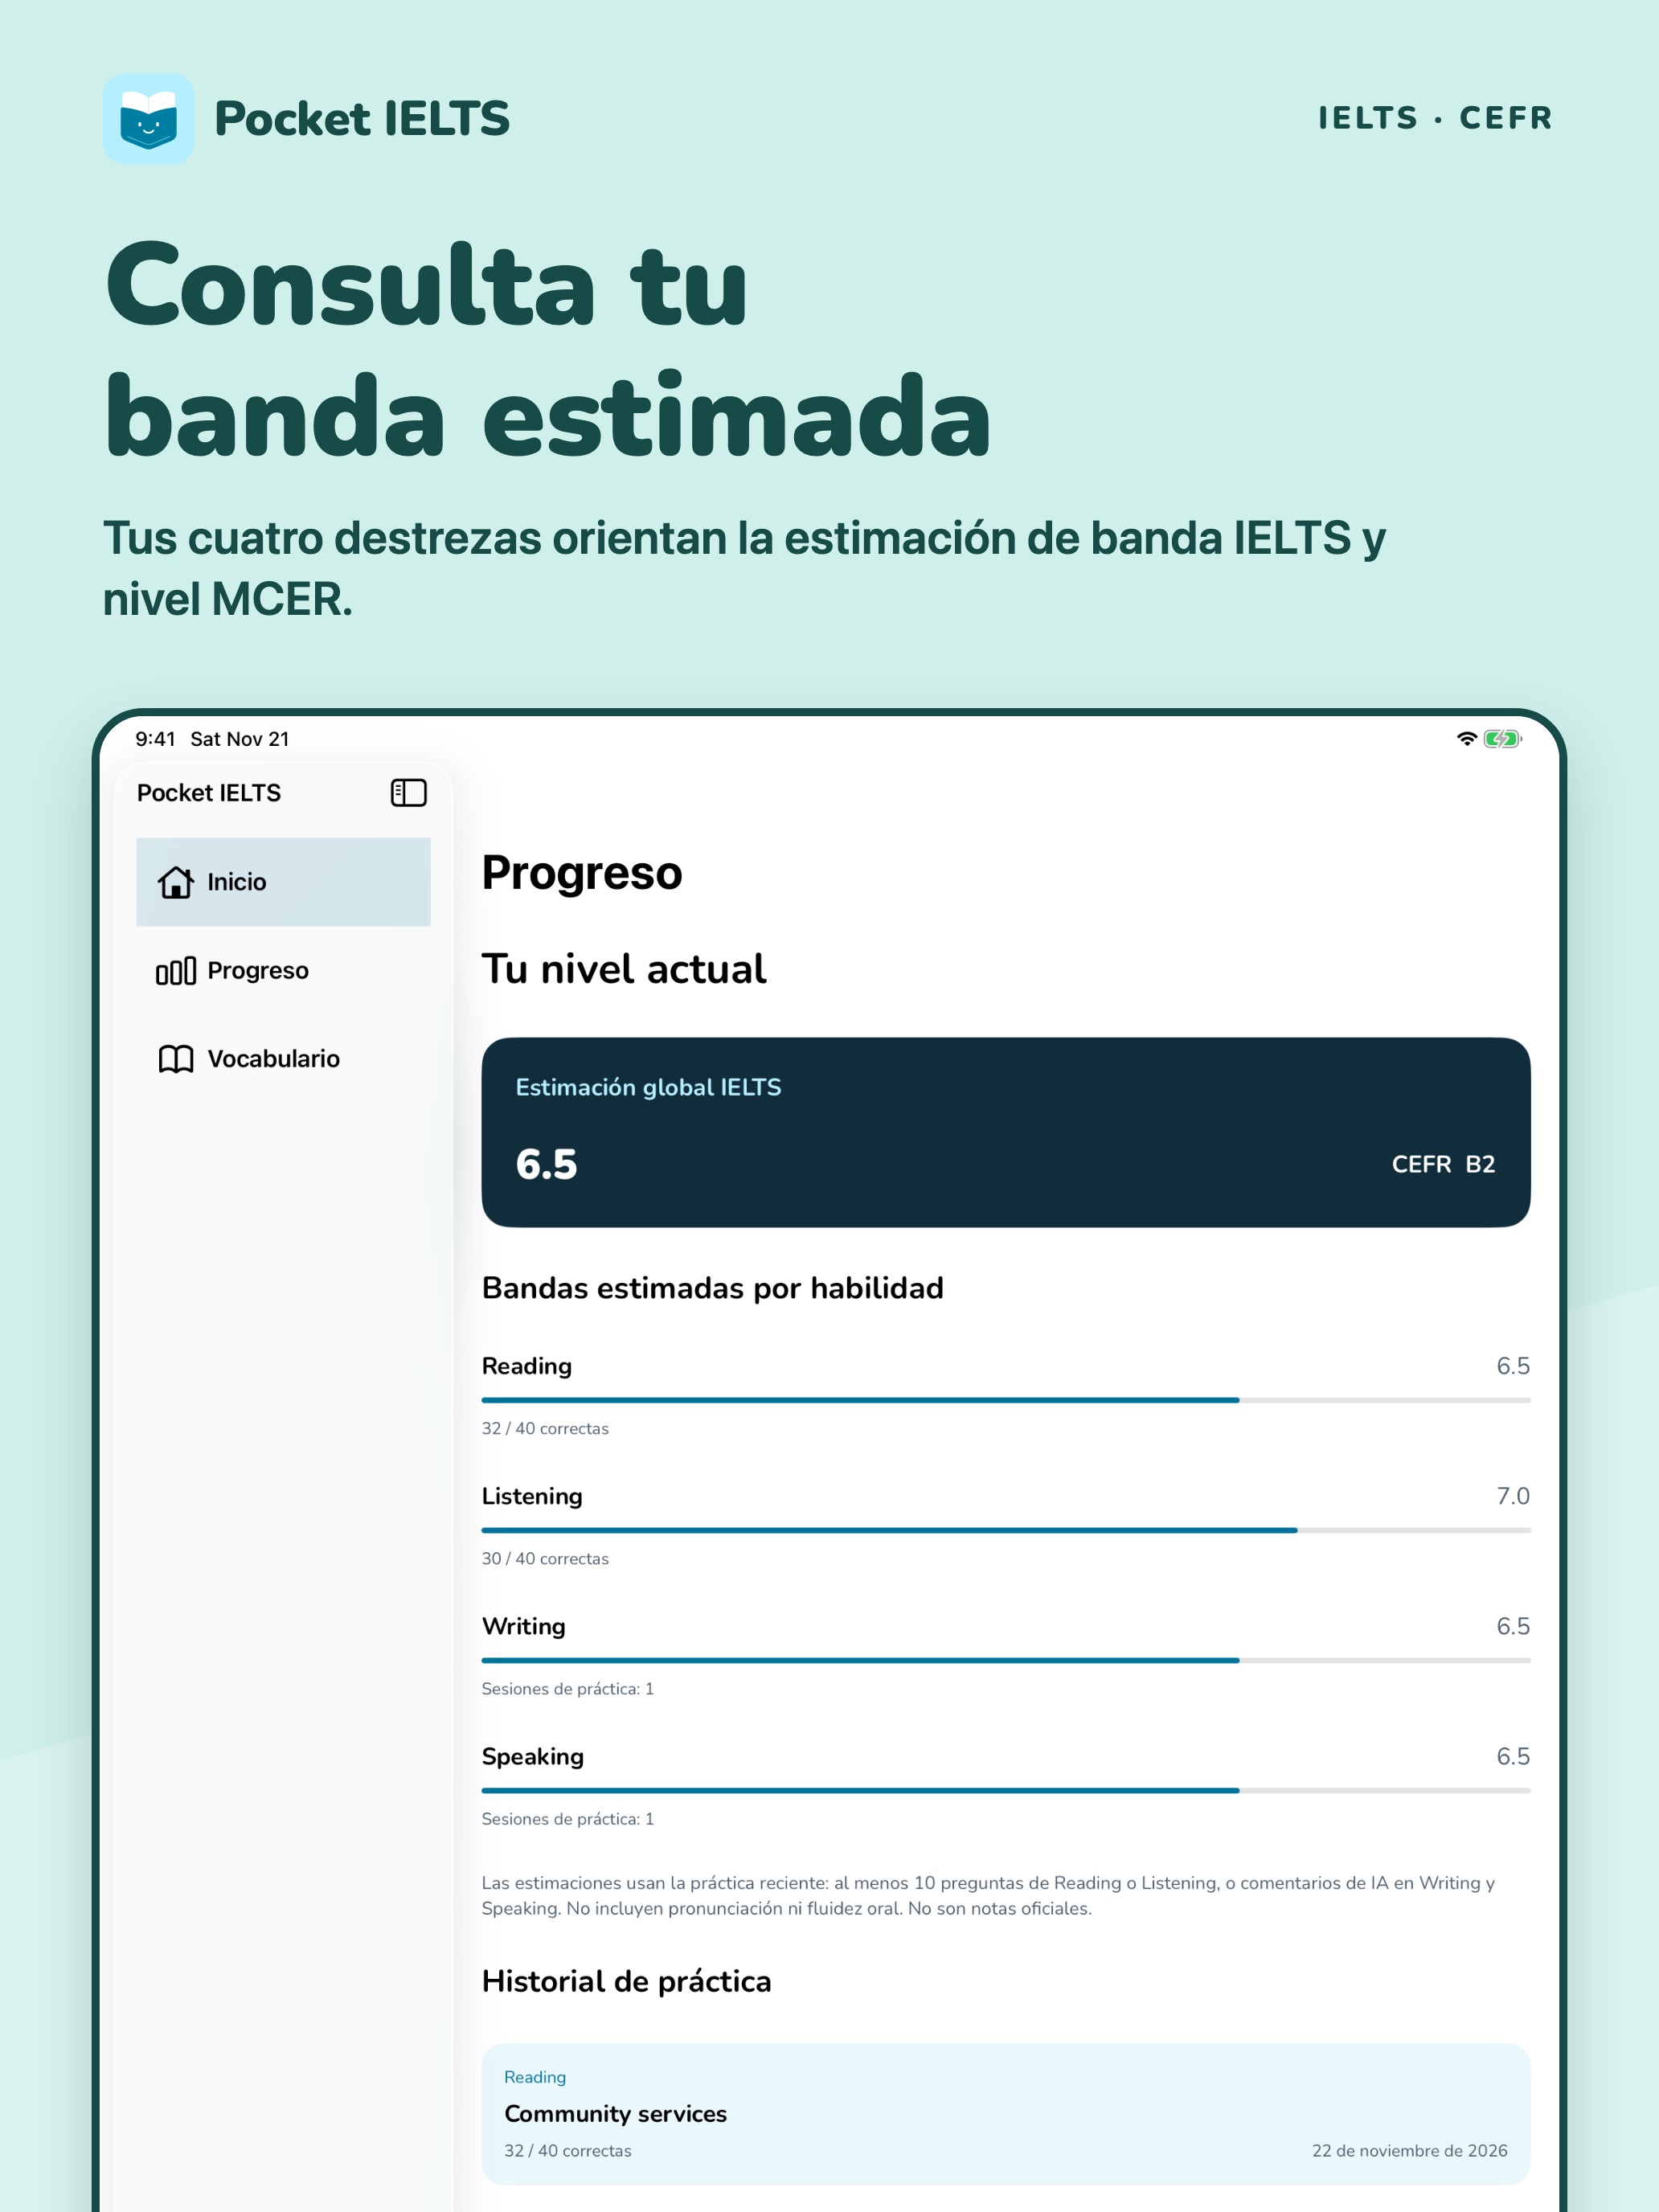 Pocket IELTS
IELTS · CEFR
Consulta tu
banda estimada
Tus cuatro destrezas orientan la estimación de banda IELTS y
nivel MCER.
9:41 Sat Nov 21
Pocket IELTS
Inicio
Progreso
Vocabulario
Progreso
Tu nivel actual
Estimación global IELTS
6.5
CEFR B2
Bandas estimadas por habilidad
Reading 6.5
32 / 40 correctas
Listening 7.0
30 / 40 correctas
Writing 6.5
Sesiones de práctica: 1
Speaking 6.5
Sesiones de práctica: 1
Las estimaciones usan la práctica reciente: al menos 10 preguntas de Reading o Listening, o comentarios de IA en Writing y
Speaking. No incluyen pronunciación ni fluidez oral. No son notas oficiales.
Historial de práctica
Reading
Community services
32 / 40 correctas
22 de noviembre de 2026